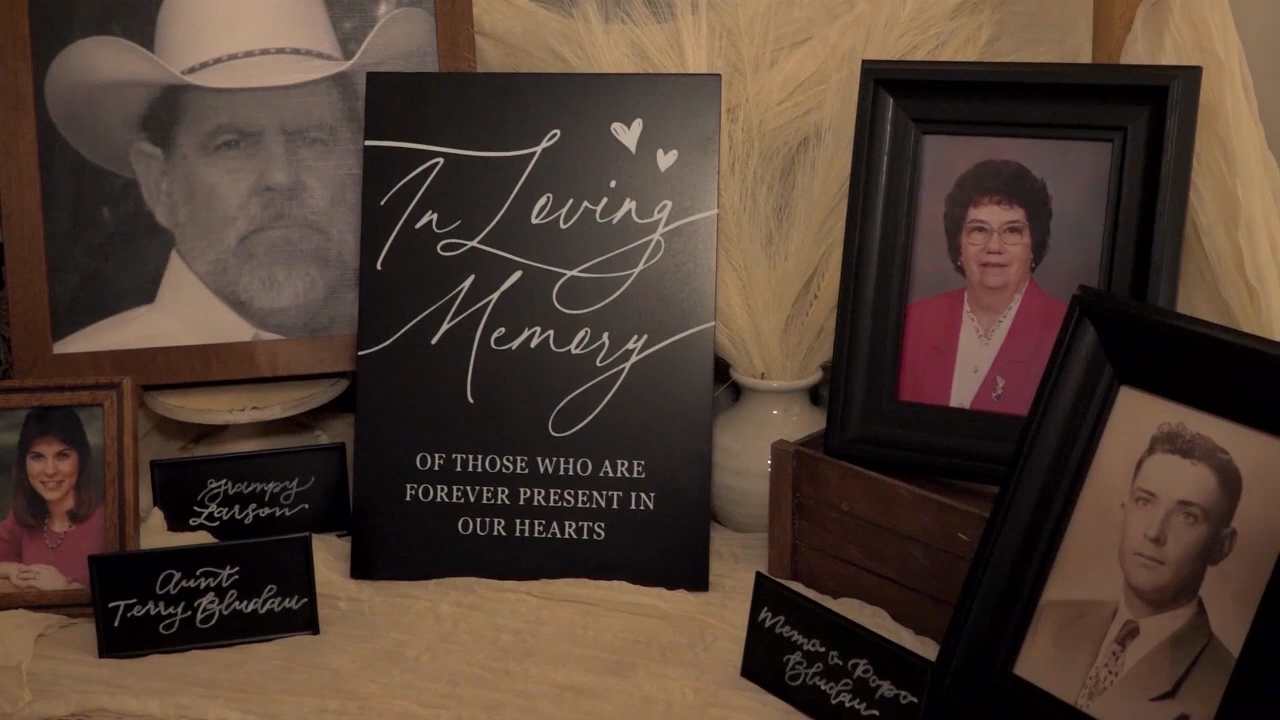 In Loving
Memory
OF THOSE WHO ARE
FOREVER PRESENT IN
OUR HEARTS
Grampy
Larson
Aunt
Terry Bludau
Mema & Popo
Bludau